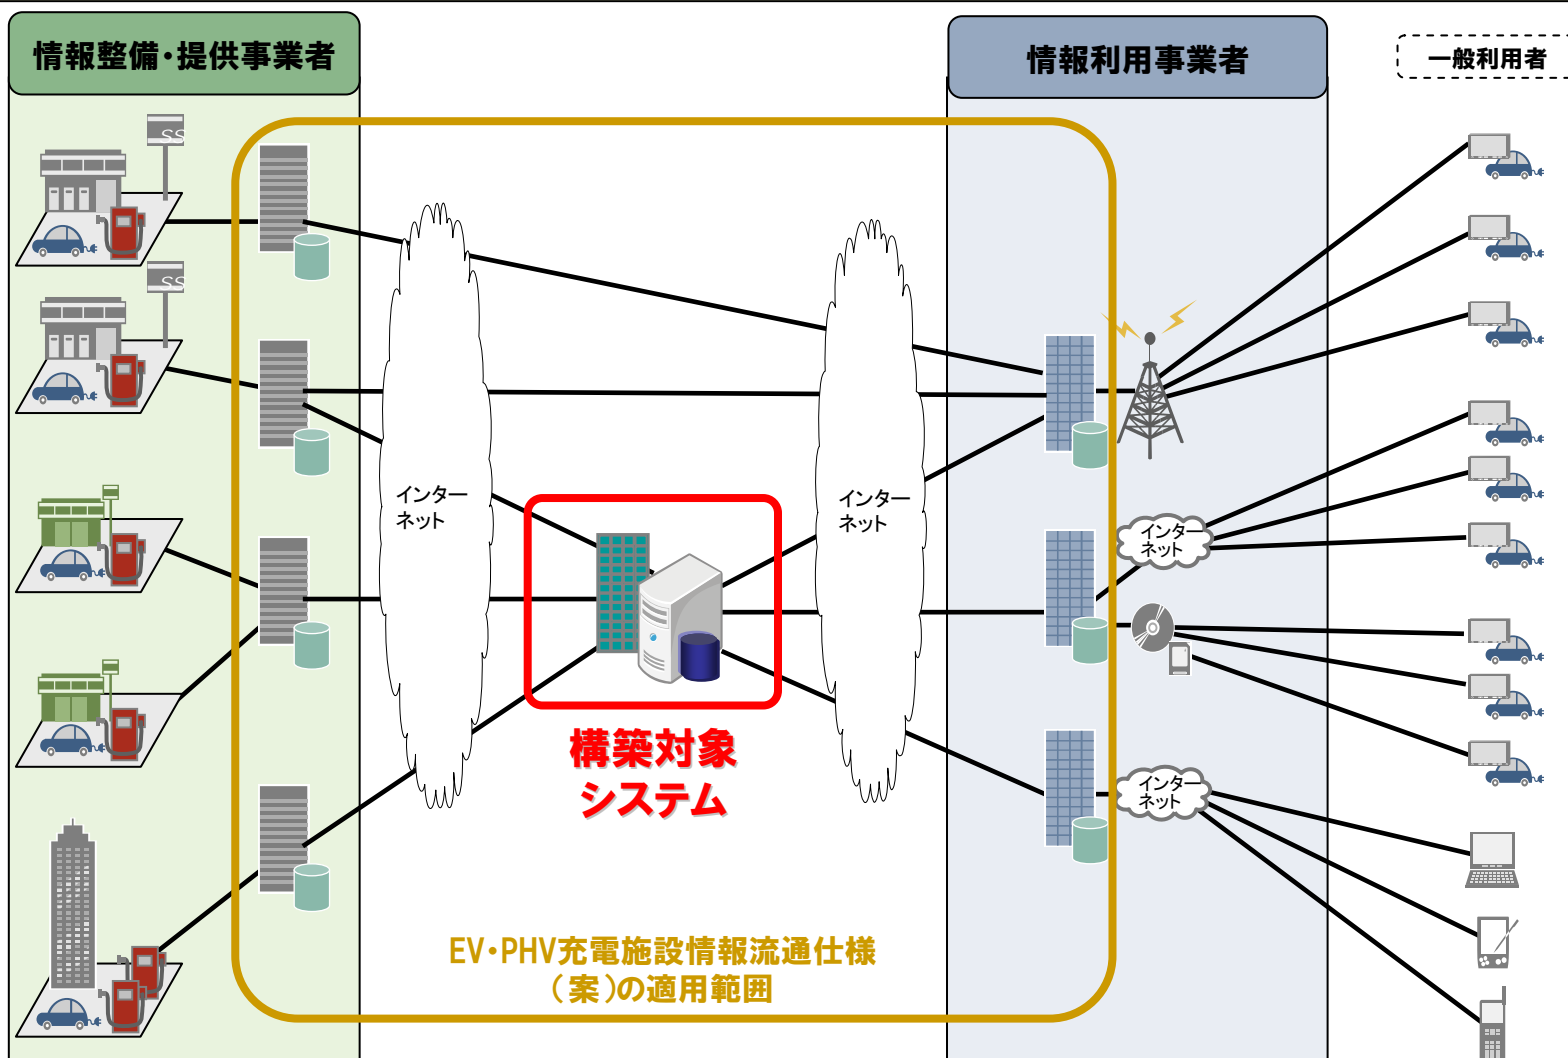 情報整備・提供事業者
情報利用事業者
一般利用者
SS
SS
インター
ネット
インター
ネット
インター
ネット
インター
ネット
構築対象
システム
EV・PHV充電施設情報流通仕様
（案）の適用範囲